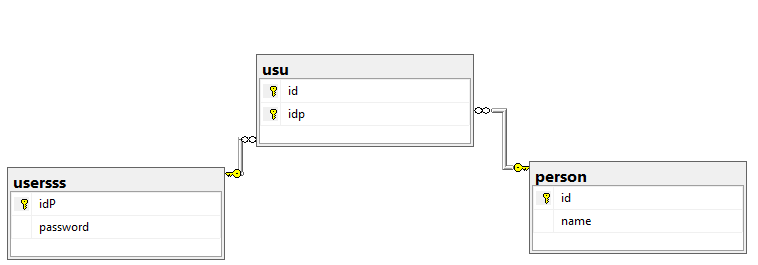 usu
id
idp
usersss
idP
password
person
id
name